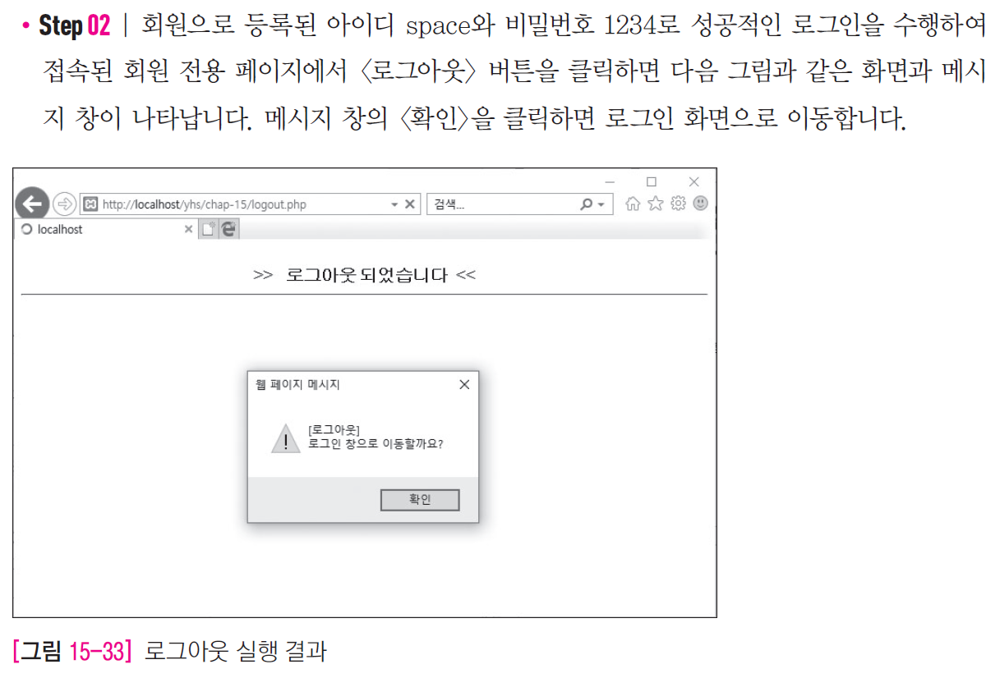 • Step 02 | 회원으로 등록된 아이디 space와 비밀번호 1234로 성공적인 로그인을 수행하여
접속된 회원 전용 페이지에서 〈로그아웃〉 버튼을 클릭하면 다음 그림과 같은 화면과 메시
지 창이 나타납니다. 메시지 창의 〈확인〉을 클릭하면 로그인 화면으로 이동합니다.
http://localhost/yhs/chap-15/logout.php
검색...
localhost
>> 로그아웃 되었습니다 <<
웹 페이지 메시지
[로그아웃]
로그인 창으로 이동할까요?
확인
[그림 15-33] 로그아웃 실행 결과